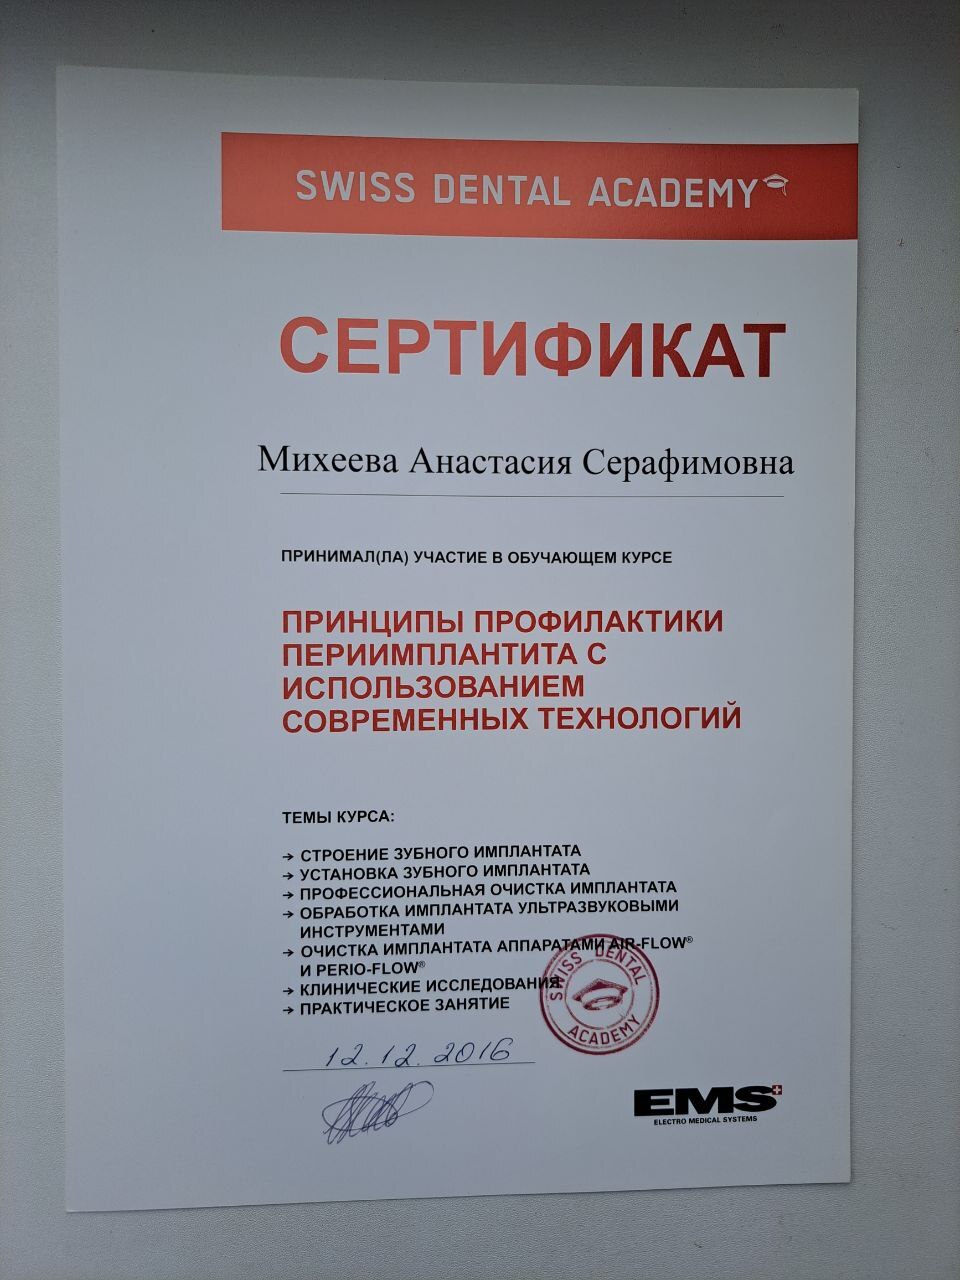 SWISS DENTAL ACADEMY
СЕРТИФИКАТ
Михеева Анастасия Серафимовна
ПРИНИМАЛ(ЛА) УЧАСТИЕ В ОБУЧАЮЩЕМ КУРСЕ
ПРИНЦИПЫ ПРОФИЛАКТИКИ
ПЕРИИМПЛАНТИТА С
ИСПОЛЬЗОВАНИЕМ
СОВРЕМЕННЫХ ТЕХНОЛОГИЙ
ТЕМЫ КУРСА:
→ СТРОЕНИЕ ЗУБНОГО ИМПЛАНТАТА
→ УСТАНОВКА ЗУБНОГО ИМПЛАНТАТА
→ ПРОФЕССИОНАЛЬНАЯ ОЧИСТКА ИМПЛАНТАТА
→ ОБРАБОТКА ИМПЛАНТАТА УЛЬТРАЗВУКОВЫМИ
ИНСТРУМЕНТАМИ
→ ОЧИСТКА ИМПЛАНТАТА АППАРАТАМИ AIR-FLOW®
И PERIO-FLOW®
→ КЛИНИЧЕСКИЕ ИССЛЕДОВАНИЯ
→ ПРАКТИЧЕСКОЕ ЗАНЯТИЕ
SWISS DENTAL
ACADEMY
12.12.2016
EMS
ELECTRO MEDICAL SYSTEMS